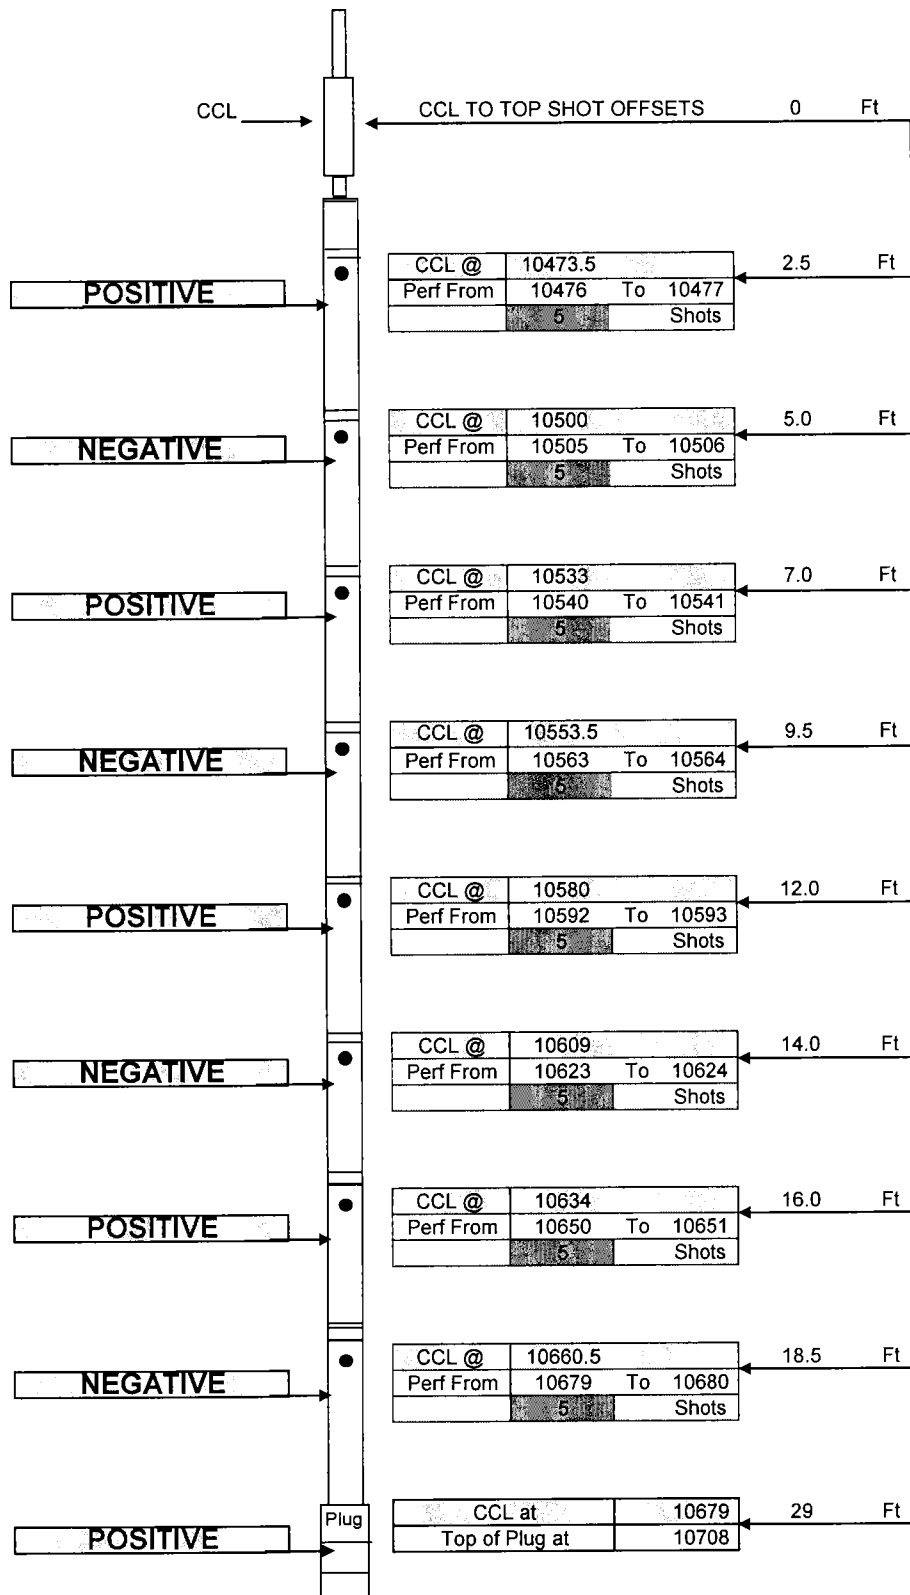 CCL CCL TO TOP SHOT OFFSETS 0 Ft
CCL @ 10473.5 2.5 Ft
POSITIVE Perf From 10476 To 10477
5 Shots
CCL @ 10500 5.0 Ft
NEGATIVE Perf From 10505 To 10506
5 Shots
CCL @ 10533 7.0 Ft
POSITIVE Perf From 10540 To 10541
5 Shots
CCL @ 10553.5 9.5 Ft
NEGATIVE Perf From 10563 To 10564
5 Shots
CCL @ 10580 12.0 Ft
POSITIVE Perf From 10592 To 10593
5 Shots
CCL @ 10609 14.0 Ft
NEGATIVE Perf From 10623 To 10624
5 Shots
CCL @ 10634 16.0 Ft
POSITIVE Perf From 10650 To 10651
5 Shots
CCL @ 10660.5 18.5 Ft
NEGATIVE Perf From 10679 To 10680
5 Shots
Plug CCL at 10679 29 Ft
POSITIVE Top of Plug at 10708